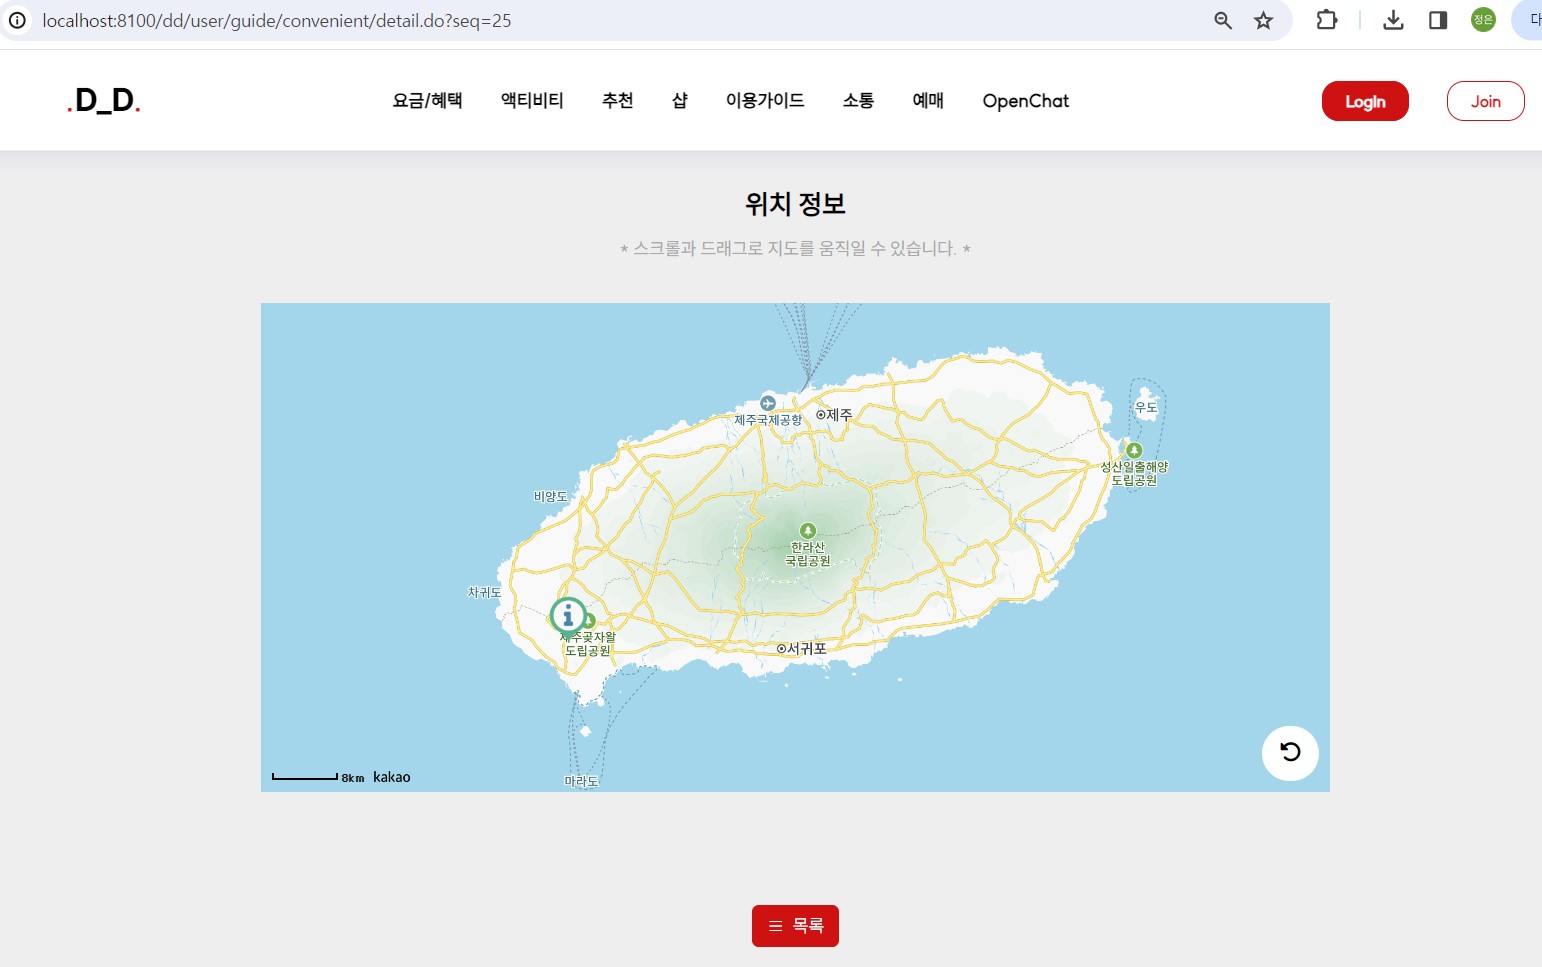 localhost:8100/dd/user/guide/convenient/detail.do?seq=25
정은
.D_D.
요금/혜택 액티비티 추천 샵 이용가이드 소통 예매 OpenChat
LogIn
Join
위치 정보
* 스크롤과 드래그로 지도를 움직일 수 있습니다. *
제주국제공항
제주
우도
성산일출해양
도립공원
비양도
한라산
국립공원
차귀도
제주곶자왈
도립공원
서귀포
마라도
8km kakao
목록